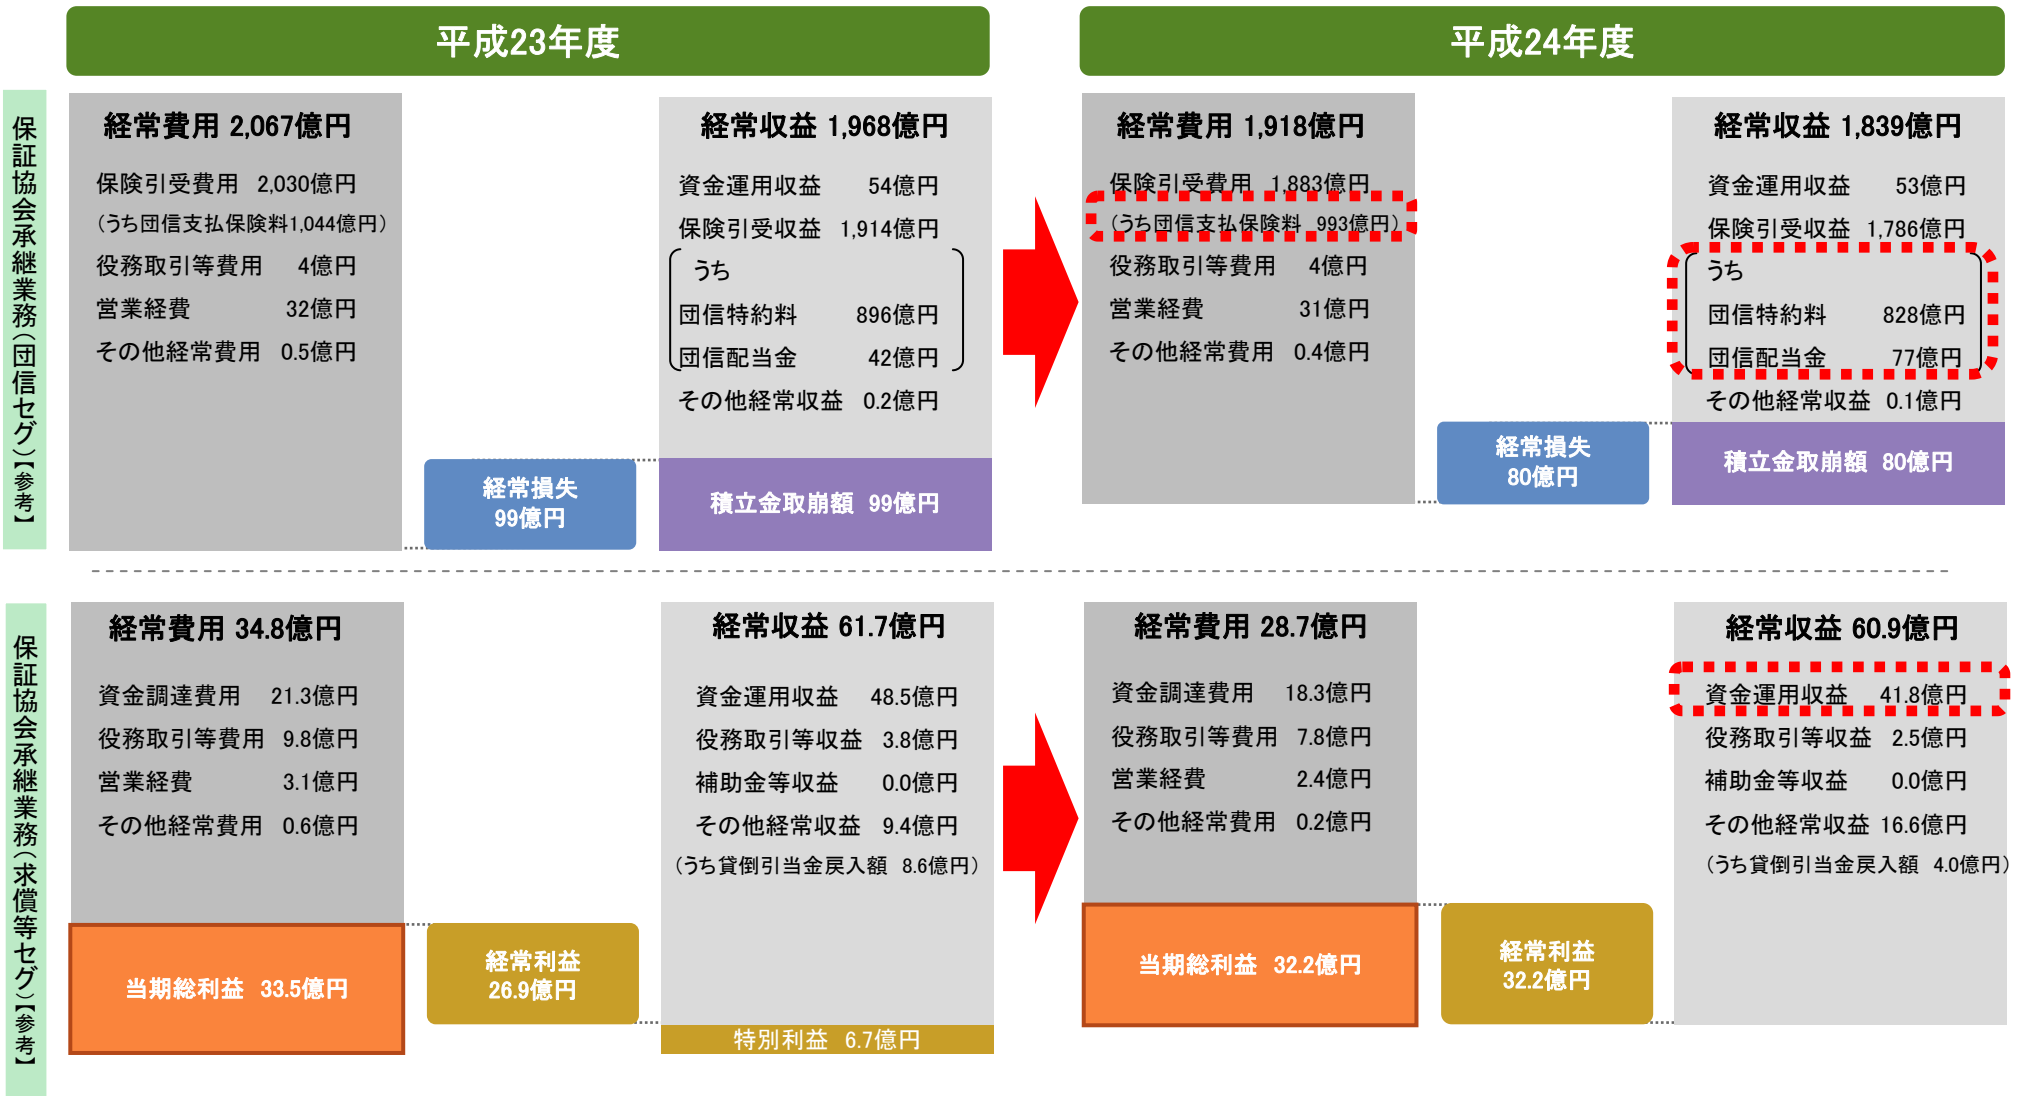 平成23年度
平成24年度
保証協会承継業務（団信セグ）【参考】
経常費用 2,067億円
保険引受費用 2,030億円
（うち団信支払保険料1,044億円）
役務取引等費用 4億円
営業経費 32億円
その他経常費用 0.5億円
経常損失
99億円
経常収益 1,968億円
資金運用収益 54億円
保険引受収益 1,914億円
うち
団信特約料 896億円
団信配当金 42億円
その他経常収益 0.2億円
積立金取崩額 99億円
経常費用 1,918億円
保険引受費用 1,883億円
（うち団信支払保険料 993億円）
役務取引等費用 4億円
営業経費 31億円
その他経常費用 0.4億円
経常損失
80億円
経常収益 1,839億円
資金運用収益 53億円
保険引受収益 1,786億円
うち
団信特約料 828億円
団信配当金 77億円
その他経常収益 0.1億円
積立金取崩額 80億円
保証協会承継業務（求償等セグ）【参考】
経常費用 34.8億円
資金調達費用 21.3億円
役務取引等費用 9.8億円
営業経費 3.1億円
その他経常費用 0.6億円
当期総利益 33.5億円
経常利益
26.9億円
経常収益 61.7億円
資金運用収益 48.5億円
役務取引等収益 3.8億円
補助金等収益 0.0億円
その他経常収益 9.4億円
（うち貸倒引当金戻入額 8.6億円）
特別利益 6.7億円
経常費用 28.7億円
資金調達費用 18.3億円
役務取引等費用 7.8億円
営業経費 2.4億円
その他経常費用 0.2億円
当期総利益 32.2億円
経常利益
32.2億円
経常収益 60.9億円
資金運用収益 41.8億円
役務取引等収益 2.5億円
補助金等収益 0.0億円
その他経常収益 16.6億円
（うち貸倒引当金戻入額 4.0億円）